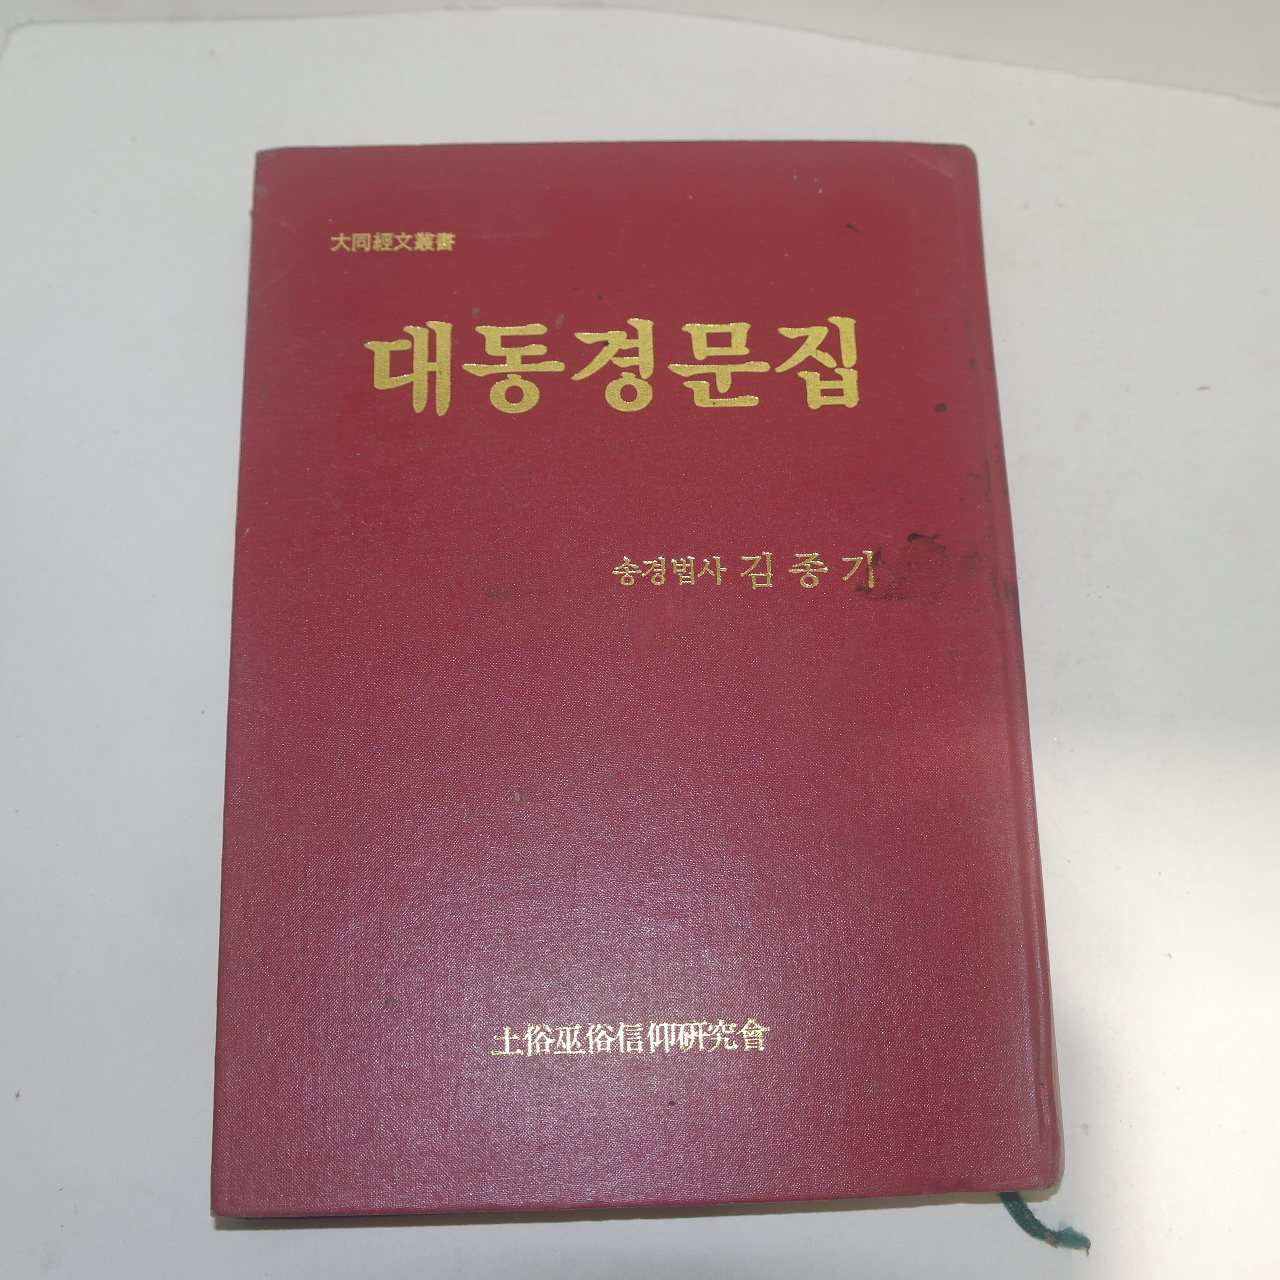 大同經文叢書
대동경문집
송경법사 김종기
土俗巫俗信仰硏究會